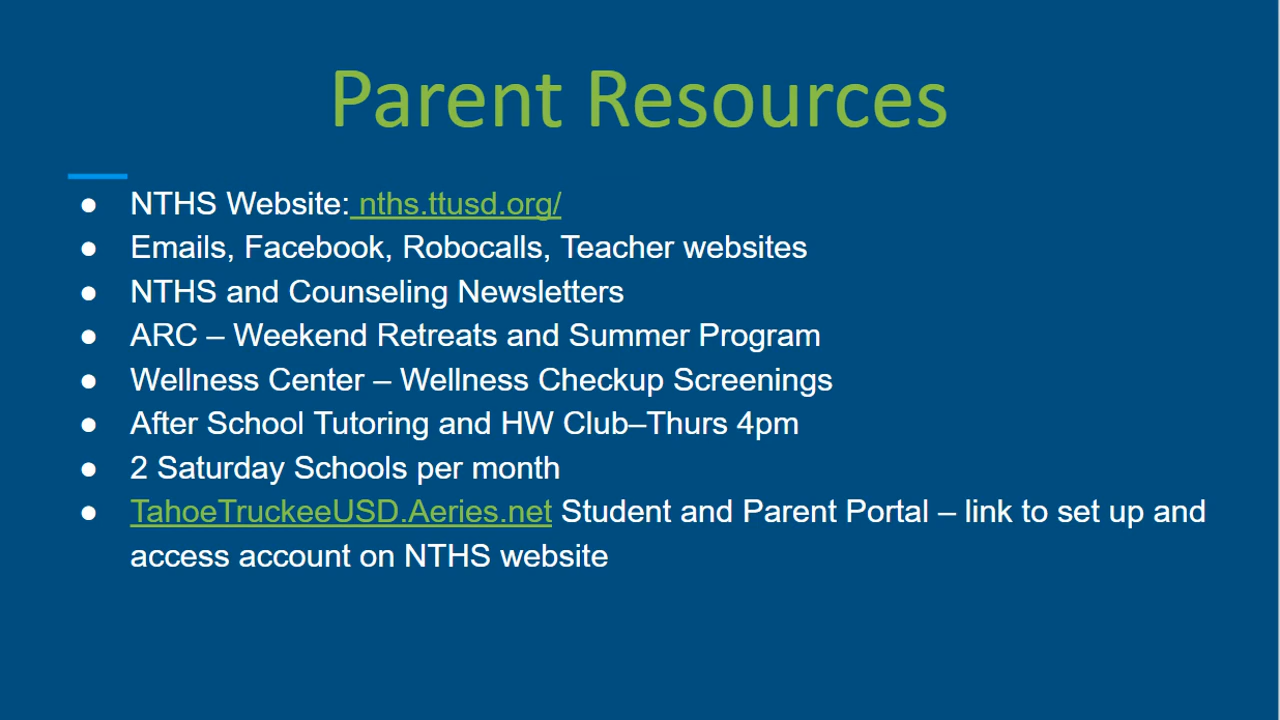 Parent Resources
● NTHS Website: nths.ttusd.org/
● Emails, Facebook, Robocalls, Teacher websites
● NTHS and Counseling Newsletters
● ARC – Weekend Retreats and Summer Program
● Wellness Center – Wellness Checkup Screenings
● After School Tutoring and HW Club–Thurs 4pm
● 2 Saturday Schools per month
● TahoeTruckeeUSD.Aeries.net Student and Parent Portal – link to set up and
access account on NTHS website